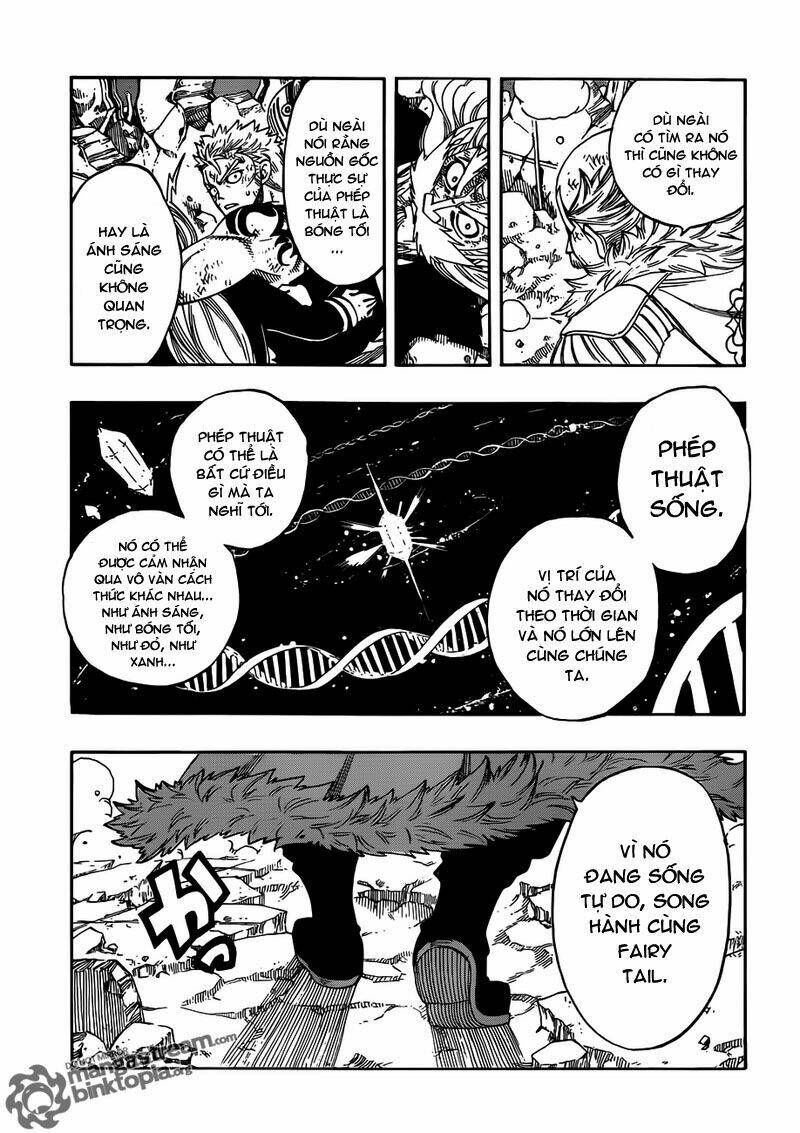 DÙ NGÀI
CÓ TÌM RA NÓ
THÌ CŨNG KHÔNG
CÓ GÌ THAY
ĐỔI.
DÙ NGÀI
NÓI RẰNG
NGUỒN GỐC
THỰC SỰ
CỦA PHÉP
THUẬT LÀ
BÓNG TỐI
...
HAY LÀ
ÁNH SÁNG
CŨNG
KHÔNG
QUAN
TRỌNG.
PHÉP
THUẬT
SỐNG.
VỊ TRÍ CỦA
NÓ THAY ĐỔI
THEO THỜI GIAN
VÀ NÓ LỚN LÊN
CÙNG CHÚNG
TA.
PHÉP THUẬT
CÓ THỂ LÀ
BẤT CỨ ĐIỀU
GÌ MÀ TA
NGHĨ TỚI.
NÓ CÓ THỂ
ĐƯỢC CẢM NHẬN
QUA VÔ VÀN CÁCH
THỨC KHÁC NHAU...
NHƯ ÁNH SÁNG,
NHƯ BÓNG TỐI,
NHƯ ĐỎ, NHƯ
XANH...
VÌ NÓ
ĐANG SỐNG
TỰ DO, SONG
HÀNH CÙNG
FAIRY
TAIL.
カッ
mangastream.com
binktopia.org